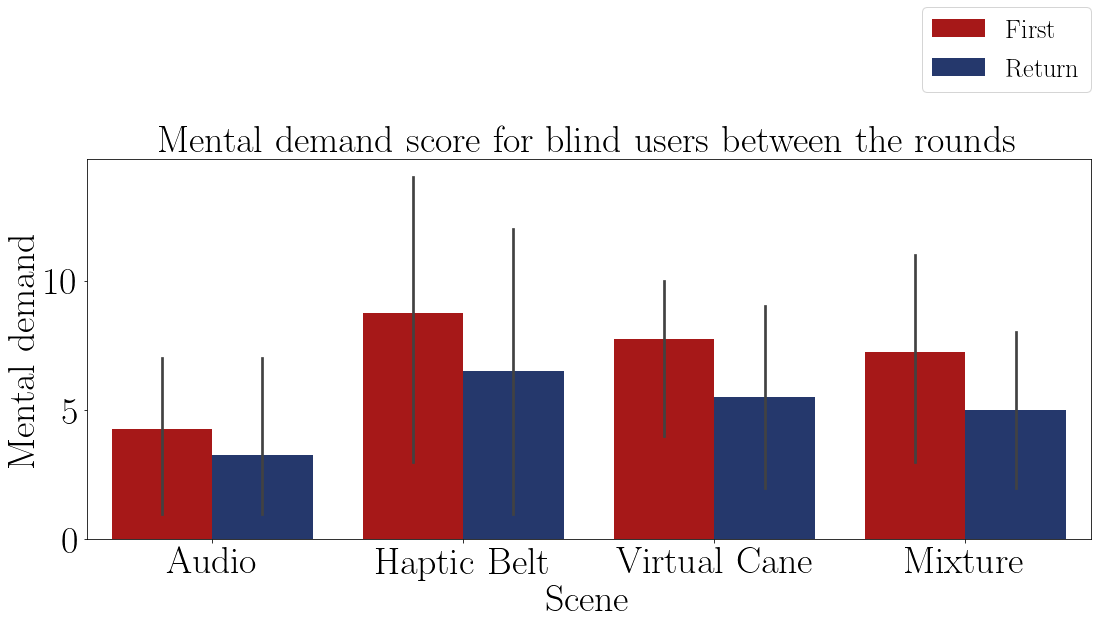 First
Return
Mental demand score for blind users between the rounds
Mental demand
10
5
0
Audio
Haptic Belt
Virtual Cane
Mixture
Scene